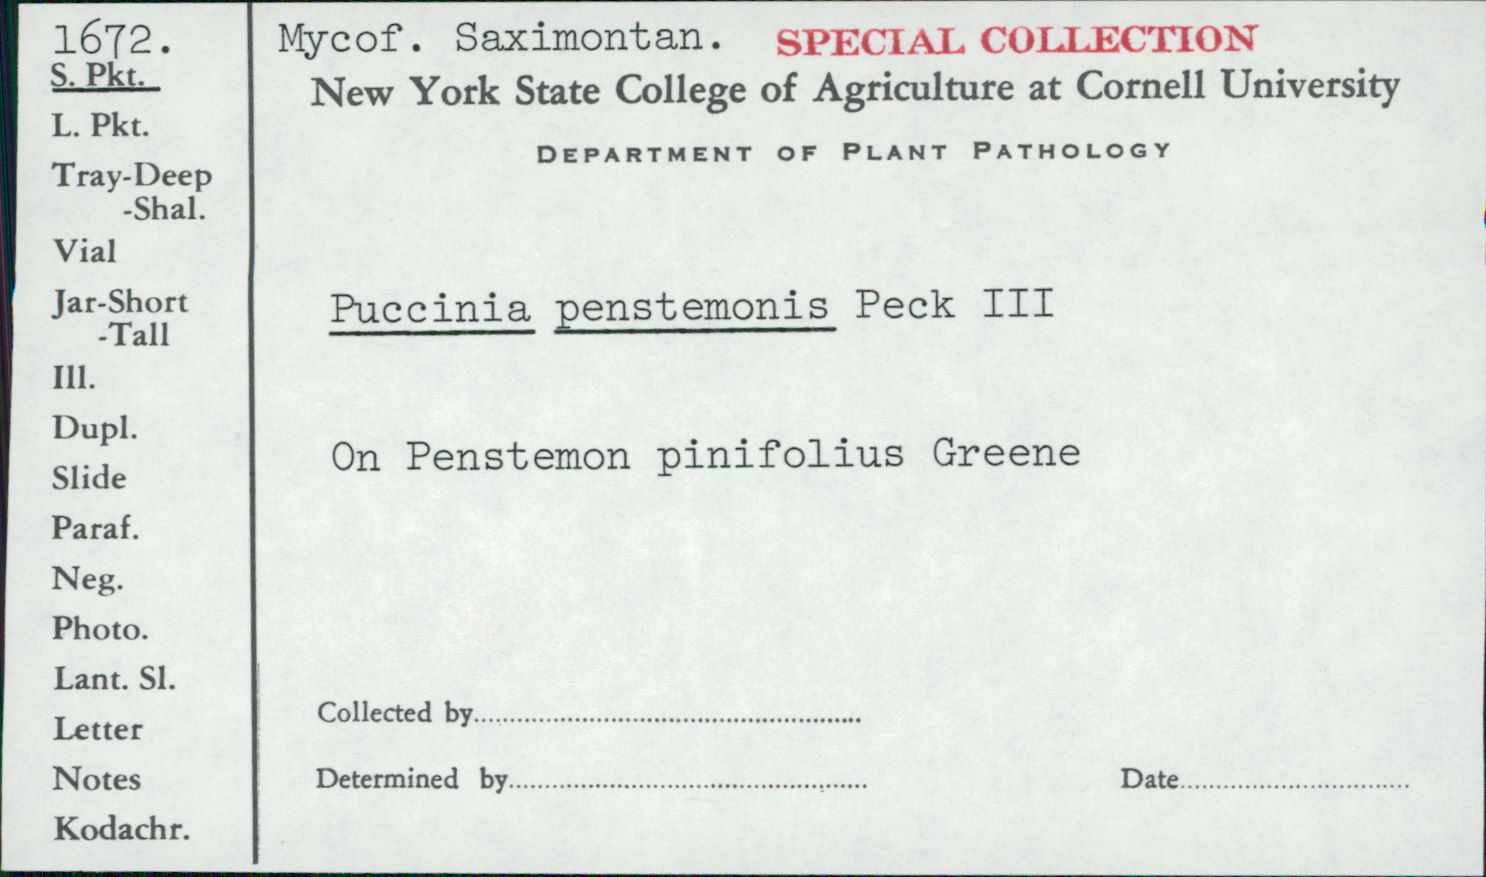 1672.
S. Pkt.
L. Pkt.
Tray-Deep
-Shal.
Vial
Jar-Short
-Tall
Ill.
Dupl.
Slide
Paraf.
Neg.
Photo.
Lant. Sl.
Letter
Notes
Kodachr.
Mycof. Saximontan. SPECIAL COLLECTION
New York State College of Agriculture at Cornell University
DEPARTMENT OF PLANT PATHOLOGY
Puccinia penstemonis Peck III
On Penstemon pinifolius Greene
Collected by
Determined by Date